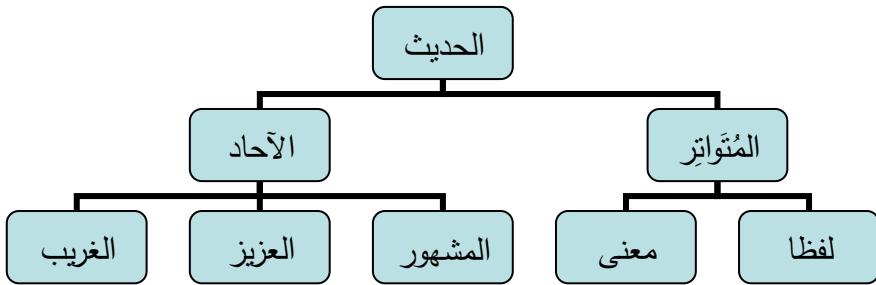 الحديث
المُتَواتِر
الآحاد
لفظا
معنى
المشهور
العزيز
الغريب